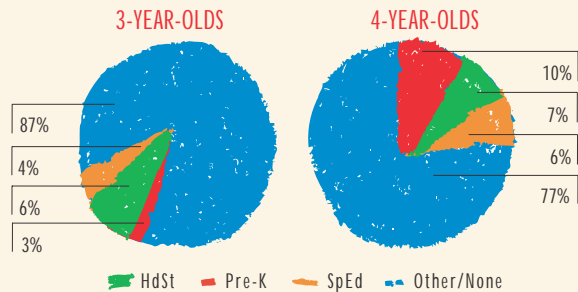 3-YEAR-OLDS
87%
4%
6%
3%
4-YEAR-OLDS
10%
7%
6%
77%
HdSt Pre-K SpEd Other/None